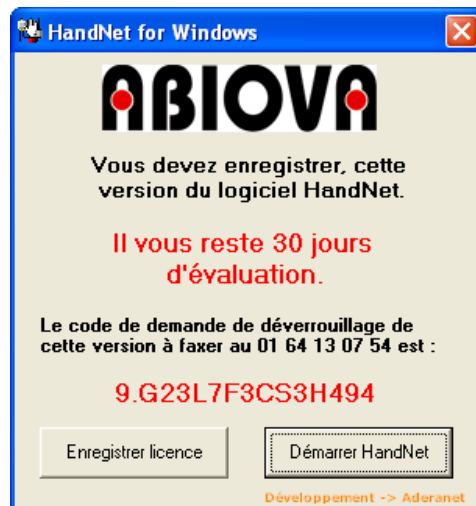 HandNet for Windows
ABIOVA
Vous devez enregistrer, cette
version du logiciel HandNet.
Il vous reste 30 jours
d'évaluation.
Le code de demande de déverrouillage de
cette version à faxer au 01 64 13 07 54 est :
9.G23L7F3CS3H494
Enregistrer licence
Démarrer HandNet
Développement -> Aderanet